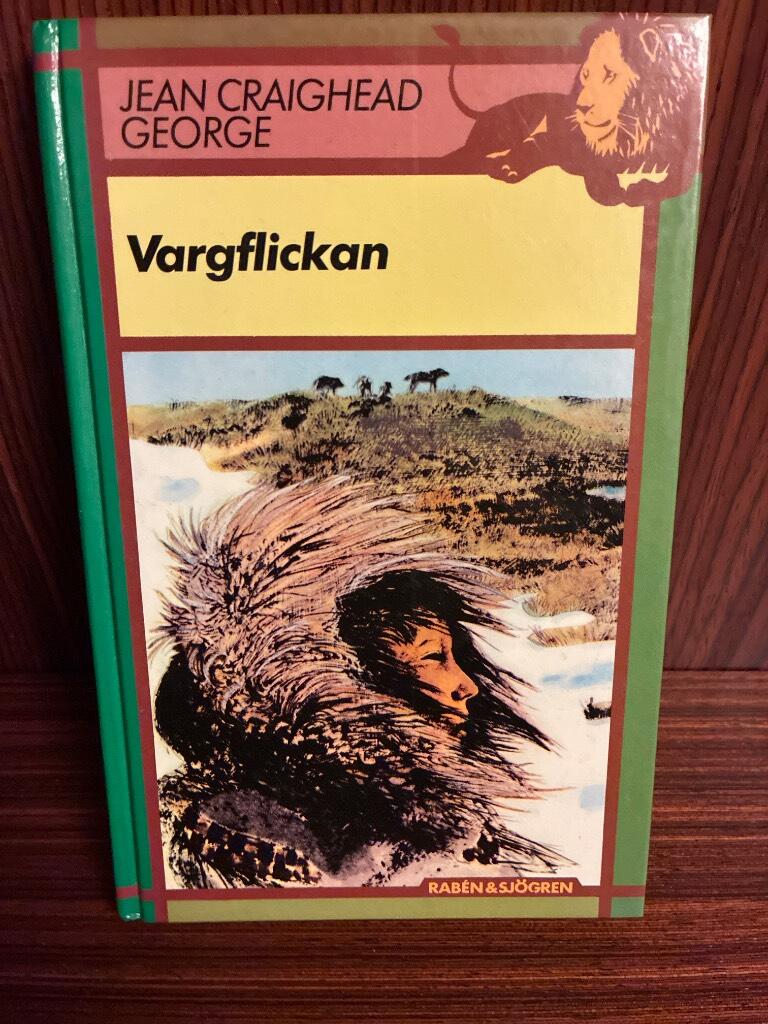 JEAN CRAIGHEAD
GEORGE
Vargflickan
RABÉN & SJÖGREN